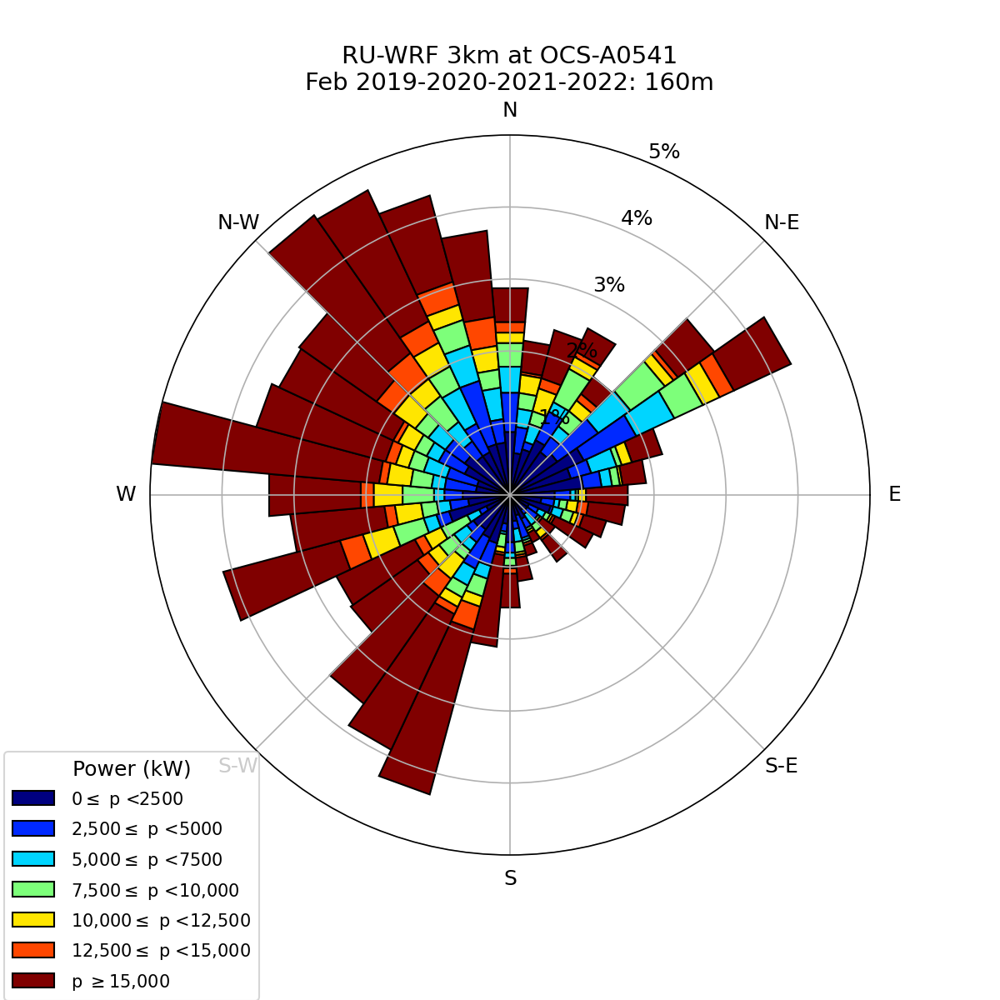 RU-WRF 3km at OCS-A0541
Feb 2019-2020-2021-2022: 160m
N
5%
N-W
4%
N-E
3%
2%
1%
W
E
S-W
S-E
S
Power (kW)
0≤ p <2500
2,500≤ p <5000
5,000≤ p <7500
7,500≤ p <10,000
10,000≤ p <12,500
12,500≤ p <15,000
p ≥15,000